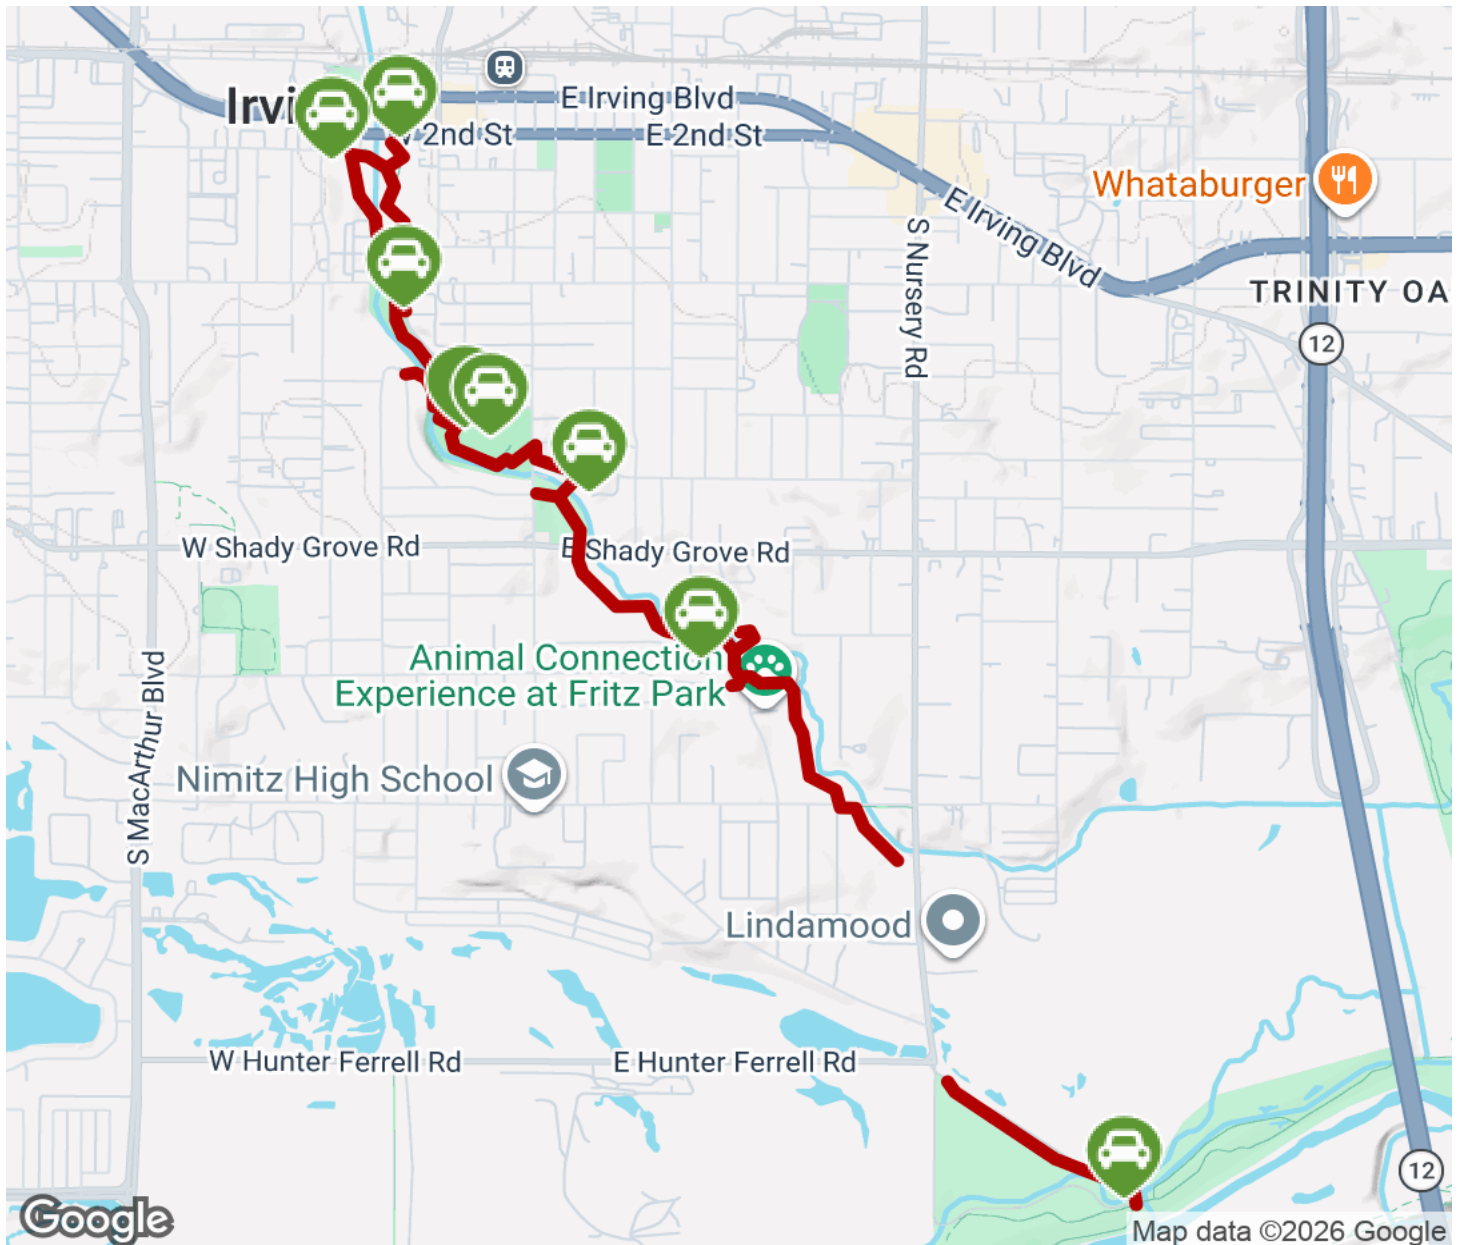 Irvi
E Irving Blvd
2nd St
E 2nd St
Whataburger
E Irving Blvd
S Nursery Rd
TRINITY OA
12
W Shady Grove Rd
E Shady Grove Rd
Animal Connection
Experience at Fritz Park
S MacArthur Blvd
Nimitz High School
Lindamood
W Hunter Ferrell Rd
E Hunter Ferrell Rd
12
Google
Map data ©2026 Google